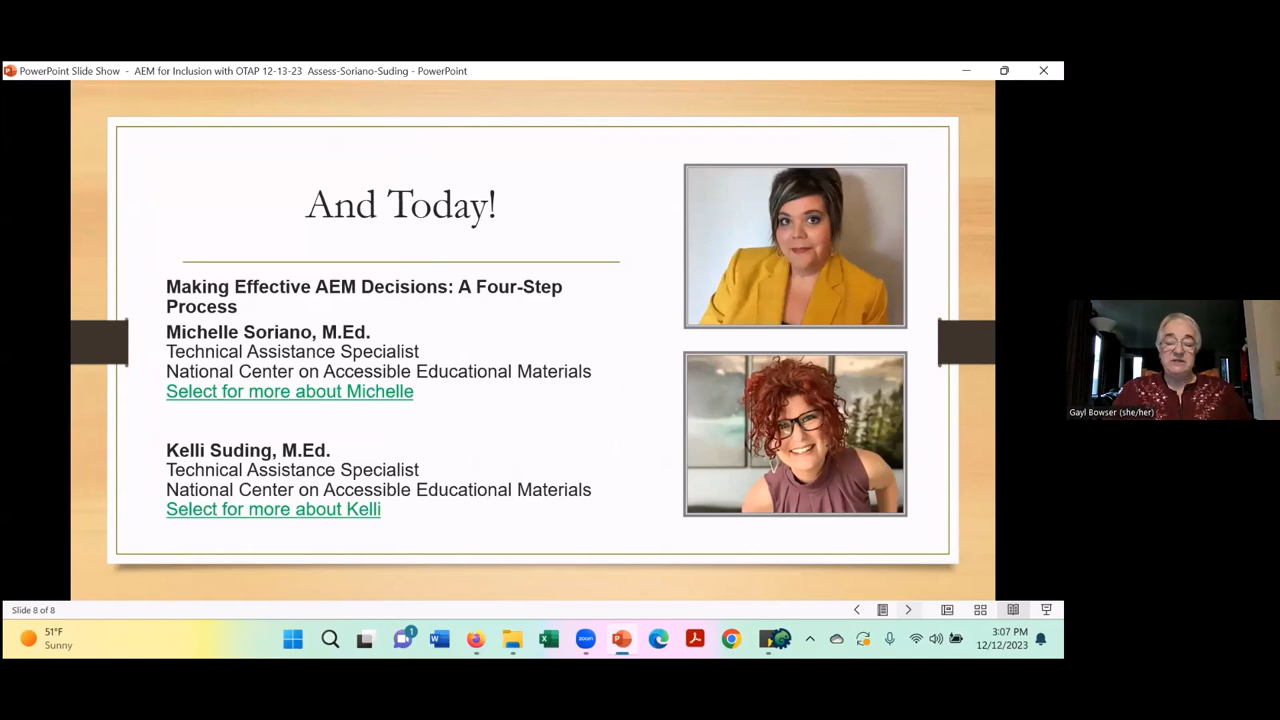 PowerPoint Slide Show - AEM for Inclusion with OTAP 12-13-23 Assess-Soriano-Suding - PowerPoint
And Today!
Making Effective AEM Decisions: A Four-Step
Process
Michelle Soriano, M.Ed.
Technical Assistance Specialist
National Center on Accessible Educational Materials
Select for more about Michelle
Kelli Suding, M.Ed.
Technical Assistance Specialist
National Center on Accessible Educational Materials
Select for more about Kelli
Gayl Bowser (she/her)
Slide 8 of 8
51°F
Sunny
1
zoom
3:07 PM
12/12/2023